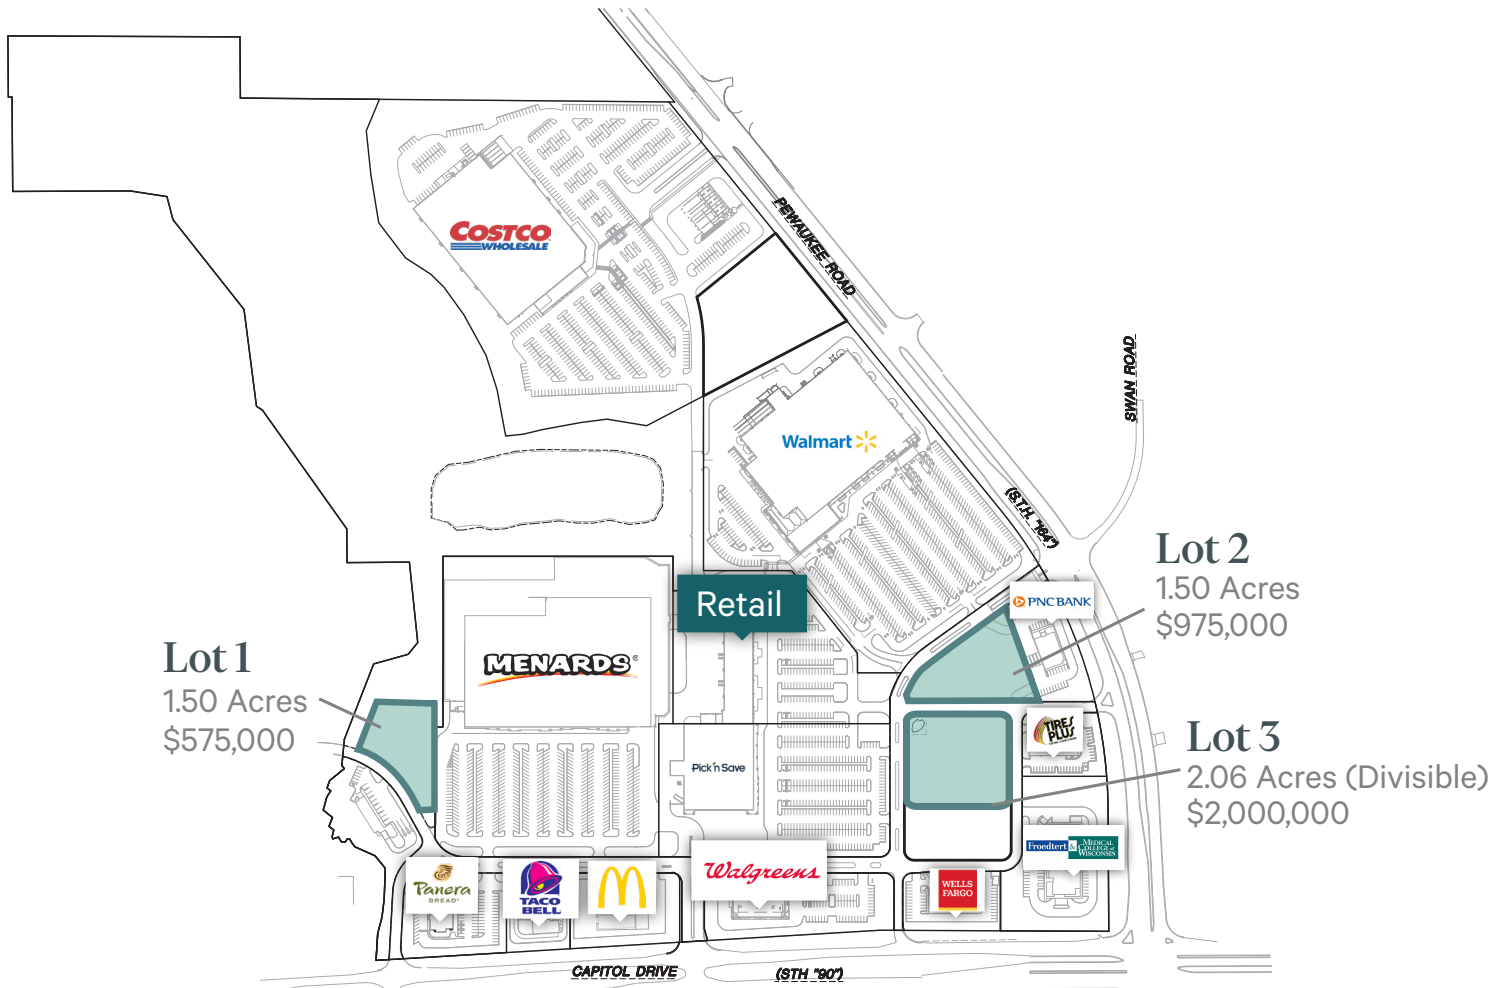 COSTCO
WHOLESALE
PEWAUKEE ROAD
SWAN ROAD
Walmart
(S.T.H. "164")
Lot 2
1.50 Acres
$975,000
PNC BANK
Retail
MENARDS®
Lot 1
1.50 Acres
$575,000
TIRES
PLUS
Lot 3
2.06 Acres (Divisible)
$2,000,000
Pick 'n Save
Froedtert & MEDICAL
COLLEGE of
WISCONSIN
Walgreens
Panera
BREAD®
TACO
BELL
WELLS
FARGO
CAPITOL DRIVE
(STH "90")